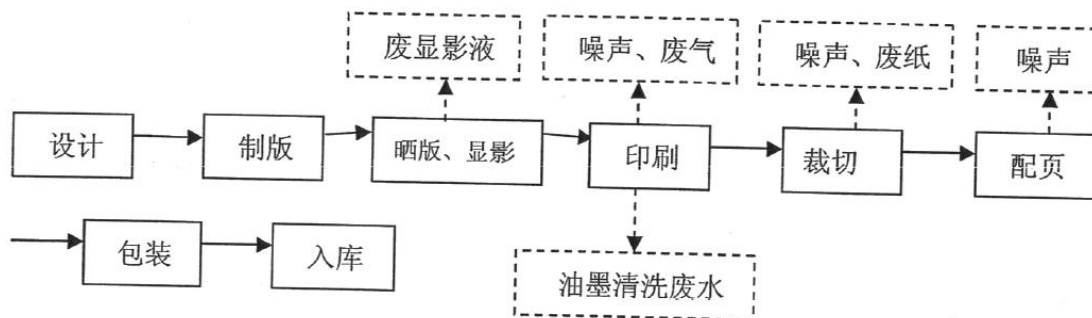 废显影液 噪声、废气 噪声、废纸 噪声
设计 制版 晒版、显影 印刷 裁切 配页
包装 入库
油墨清洗废水